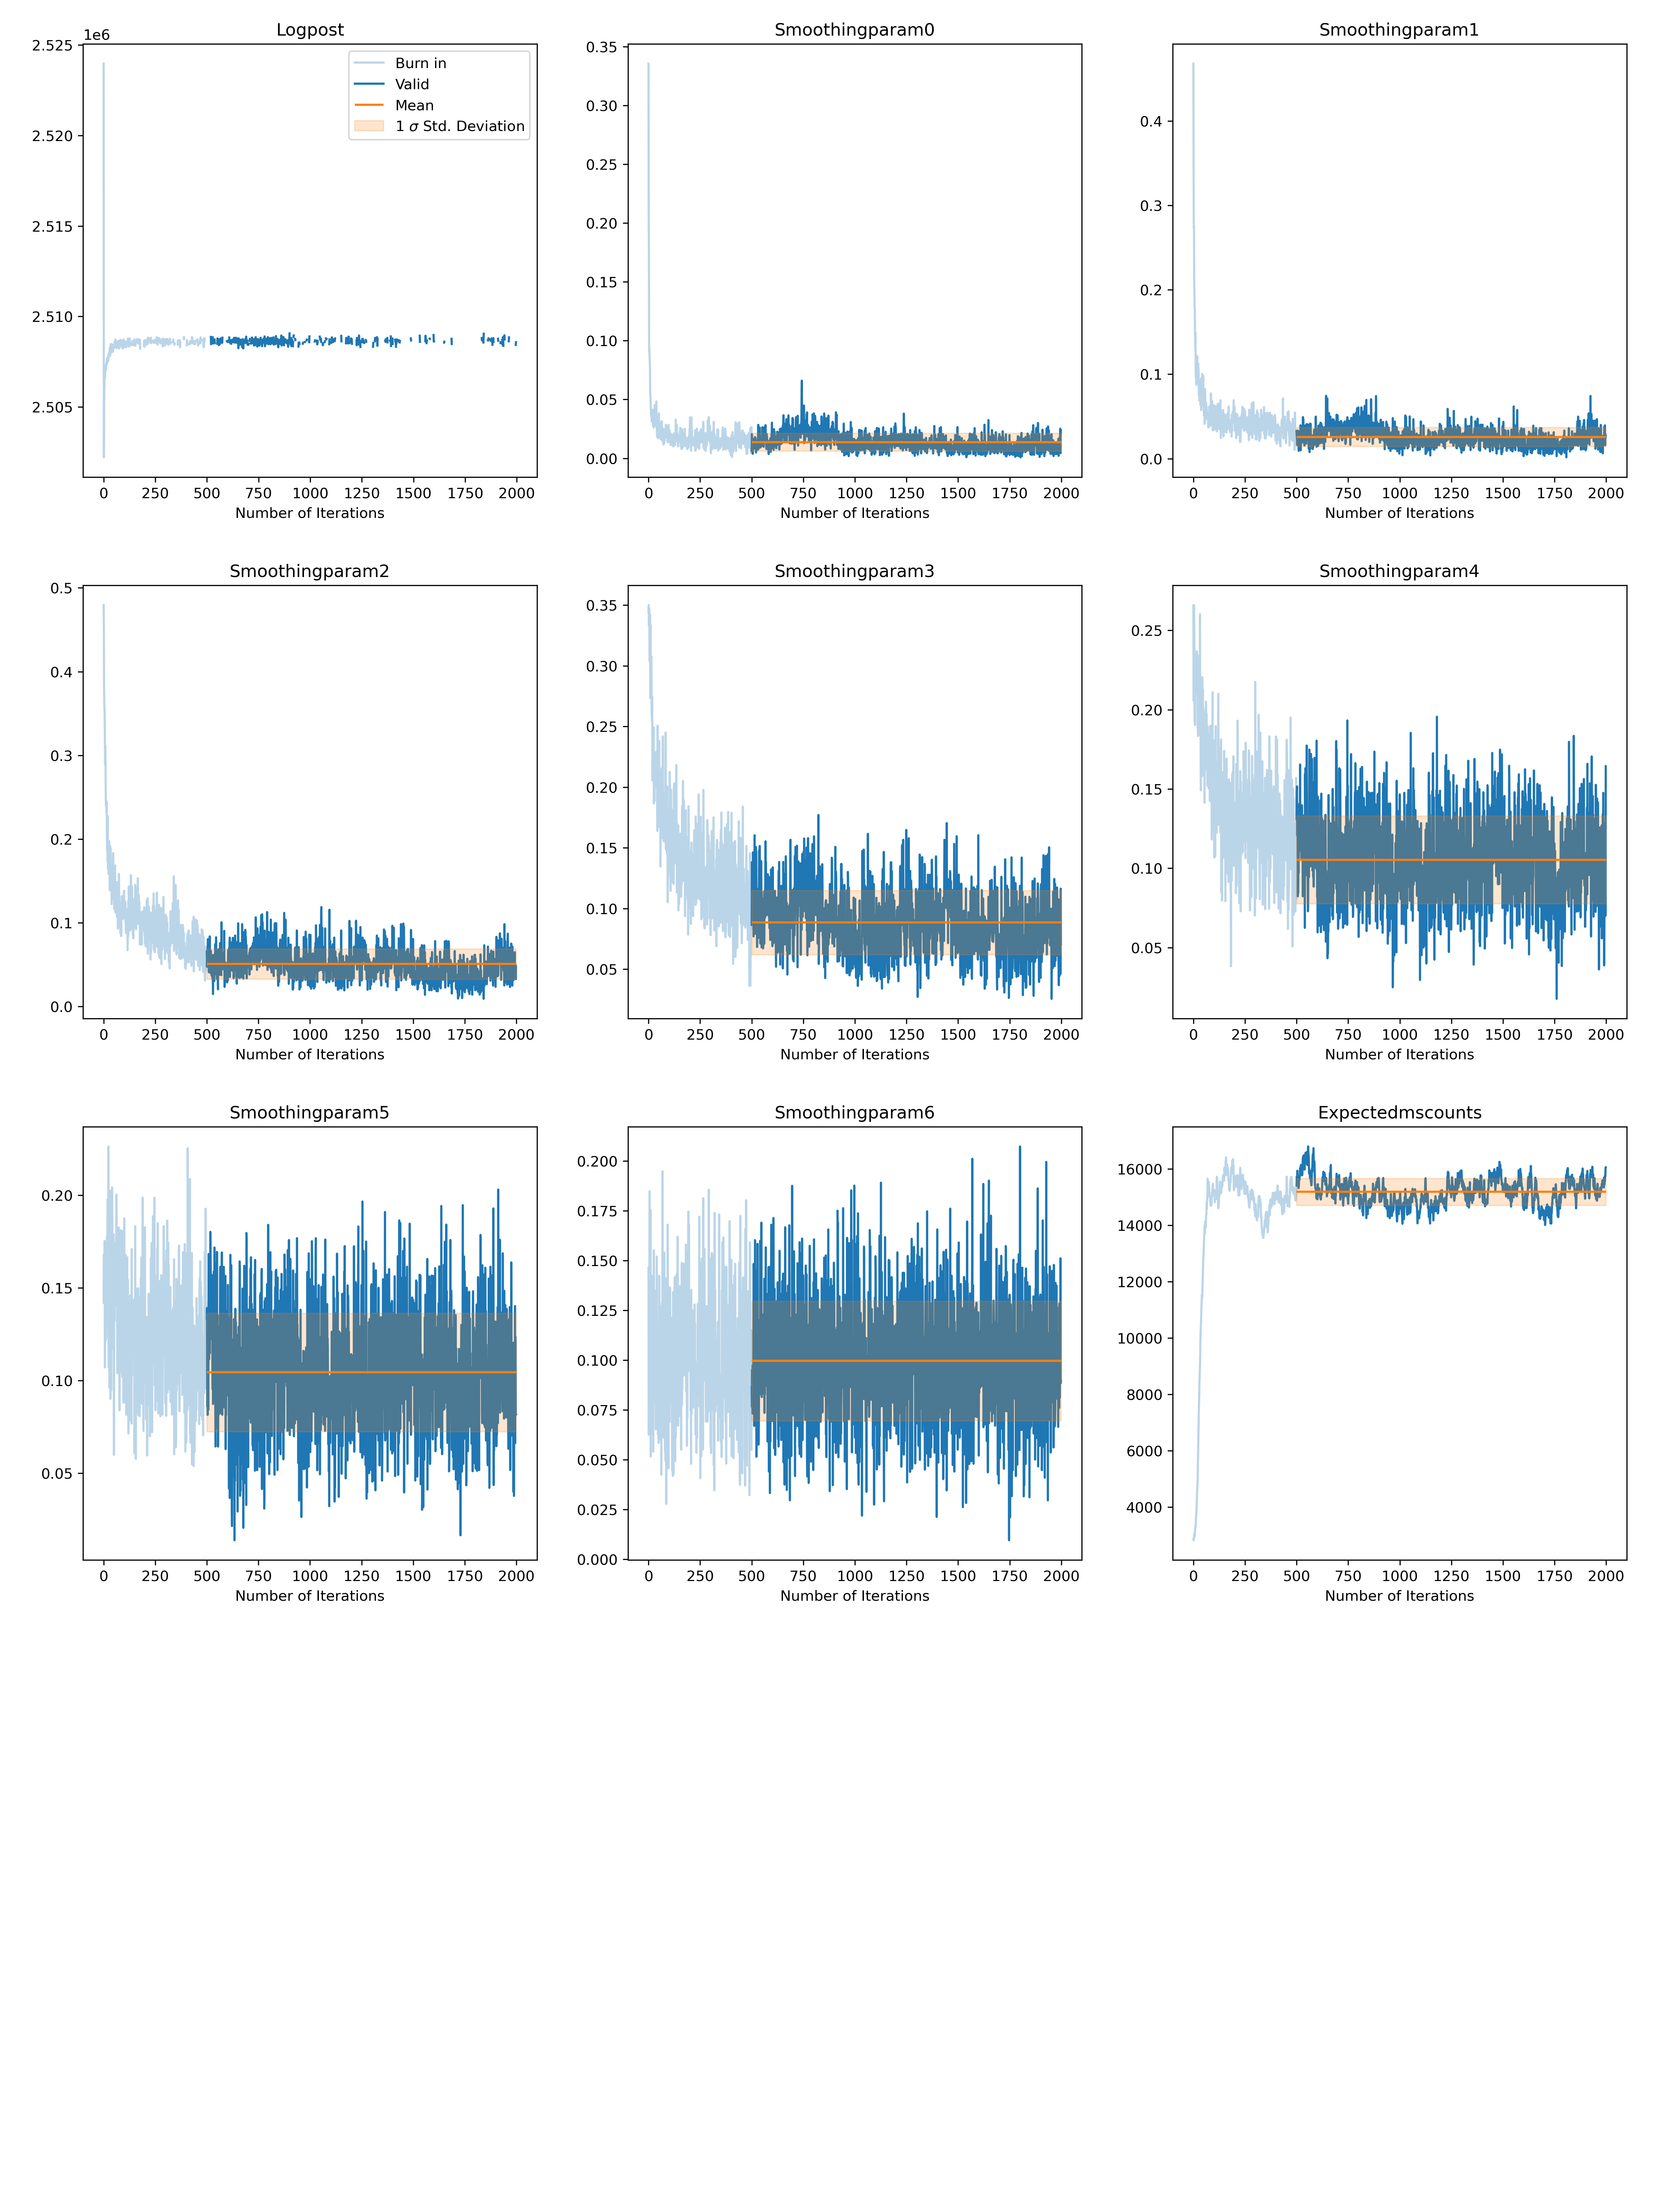 Logpost
1e6
2.525
2.520
2.515
2.510
2.505
Burn in
Valid
Mean
1 σ Std. Deviation
0 250 500 750 1000 1250 1500 1750 2000
Number of Iterations
Smoothingparam0
0.35
0.30
0.25
0.20
0.15
0.10
0.05
0.00
0 250 500 750 1000 1250 1500 1750 2000
Number of Iterations
Smoothingparam1
0.4
0.3
0.2
0.1
0.0
0 250 500 750 1000 1250 1500 1750 2000
Number of Iterations
Smoothingparam2
0.5
0.4
0.3
0.2
0.1
0.0
0 250 500 750 1000 1250 1500 1750 2000
Number of Iterations
Smoothingparam3
0.35
0.30
0.25
0.20
0.15
0.10
0.05
0 250 500 750 1000 1250 1500 1750 2000
Number of Iterations
Smoothingparam4
0.25
0.20
0.15
0.10
0.05
0 250 500 750 1000 1250 1500 1750 2000
Number of Iterations
Smoothingparam5
0.20
0.15
0.10
0.05
0 250 500 750 1000 1250 1500 1750 2000
Number of Iterations
Smoothingparam6
0.200
0.175
0.150
0.125
0.100
0.075
0.050
0.025
0.000
0 250 500 750 1000 1250 1500 1750 2000
Number of Iterations
Expectedmscounts
16000
14000
12000
10000
8000
6000
4000
0 250 500 750 1000 1250 1500 1750 2000
Number of Iterations